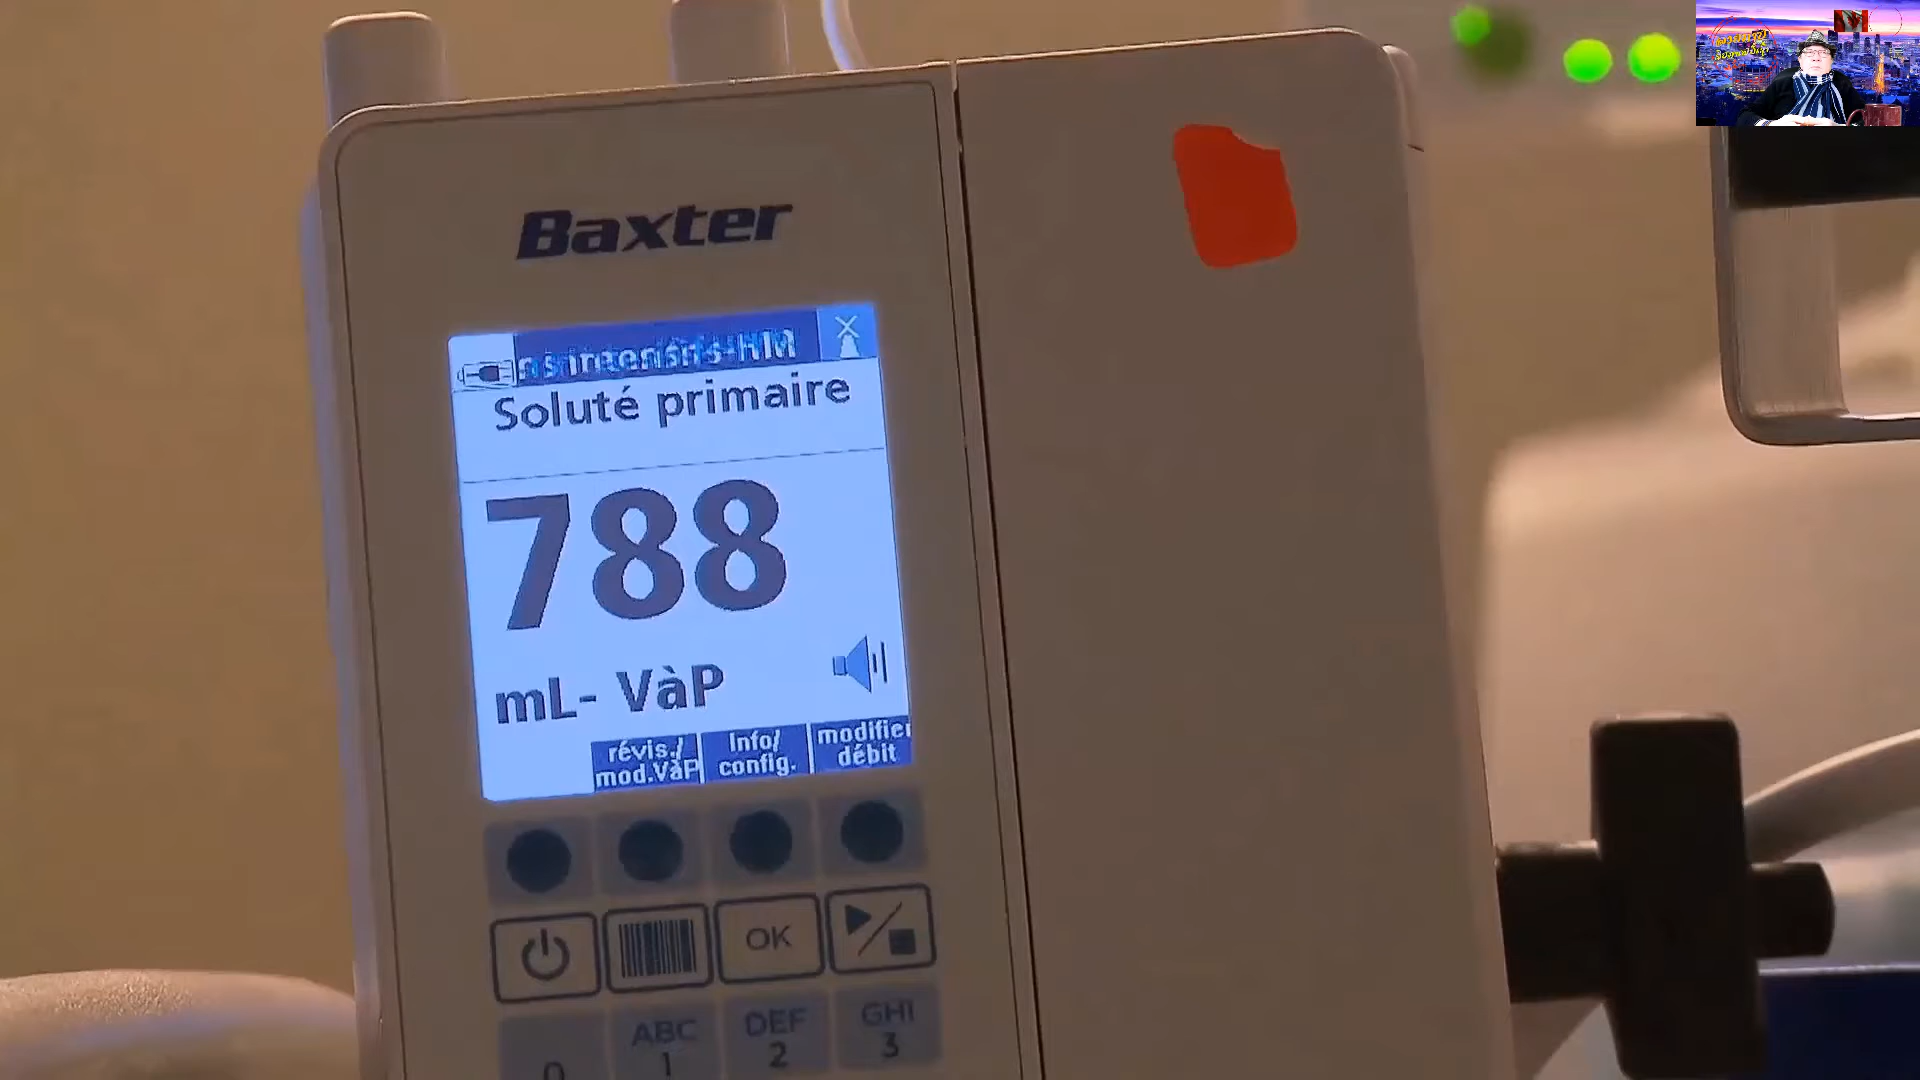 Baxter
Soluté primaire
788
mL- VàP
révis./
mod.VàP
Info/
config.
modifier
débit
OK
ABC
DEF
GHI
0
1
2
3